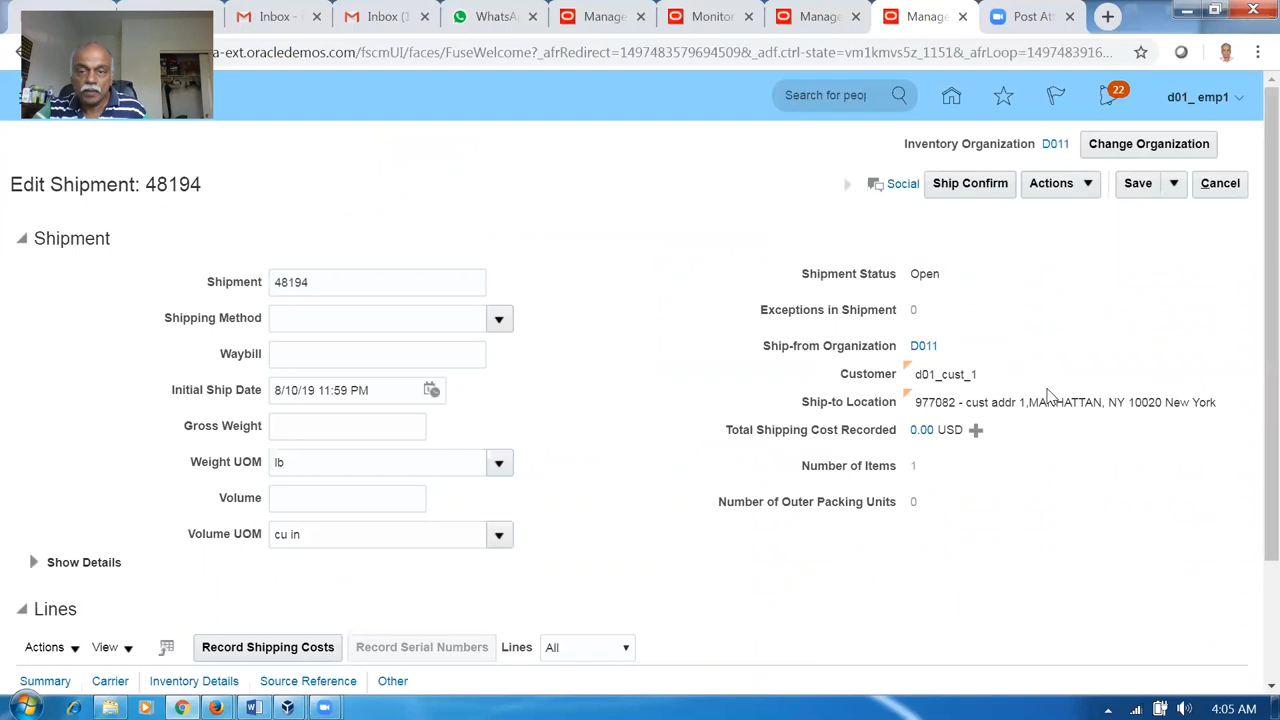 Inbox -
Inbox (
WhatsA
Manage
Monitor
Manage
Manage
Post Att
a-ext.oracledemos.com/fscmUI/faces/FuseWelcome?_afrRedirect=149748357969450­9&_adf.ctrl-state=vm1kmvs5z_1151&_afrLoop=1497483916...
Search for peop
22
d01_ emp1
Inventory Organization D011 Change Organization
Edit Shipment: 48194
Social Ship Confirm Actions Save Cancel
Shipment
Shipment 48194
Shipping Method
Waybill
Initial Ship Date 8/10/19 11:59 PM
Gross Weight
Weight UOM lb
Volume
Volume UOM cu in
Shipment Status Open
Exceptions in Shipment 0
Ship-from Organization D011
Customer d01_cust_1
Ship-to Location 977082 - cust addr 1,MANHATTAN, NY 10020 New York
Total Shipping Cost Recorded 0.00 USD
Number of Items 1
Number of Outer Packing Units 0
Show Details
Lines
Actions View Record Shipping Costs Record Serial Numbers Lines All
Summary Carrier Inventory Details Source Reference Other
4:05 AM